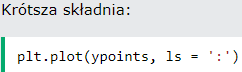 Krótsza składnia:
plt.plot(ypoints, ls = ':')